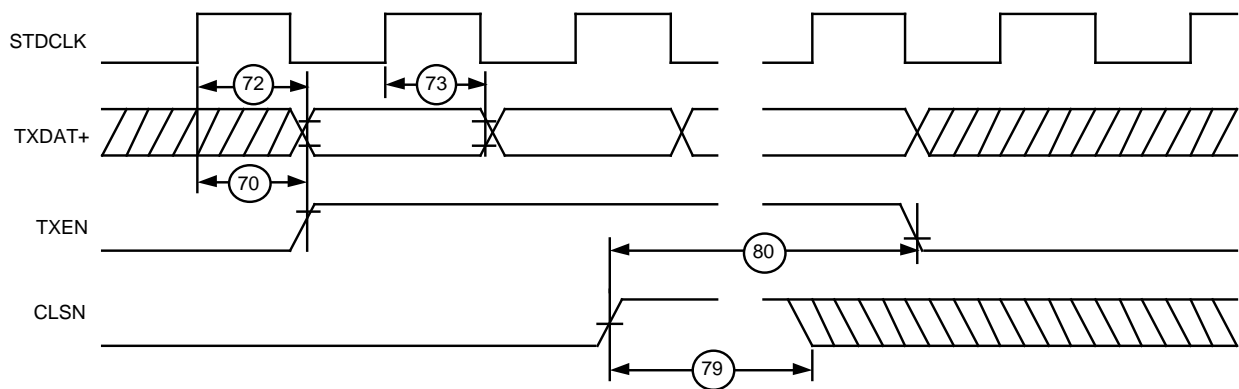 STDCLK
72
73
TXDAT+
70
TXEN
80
CLSN
79